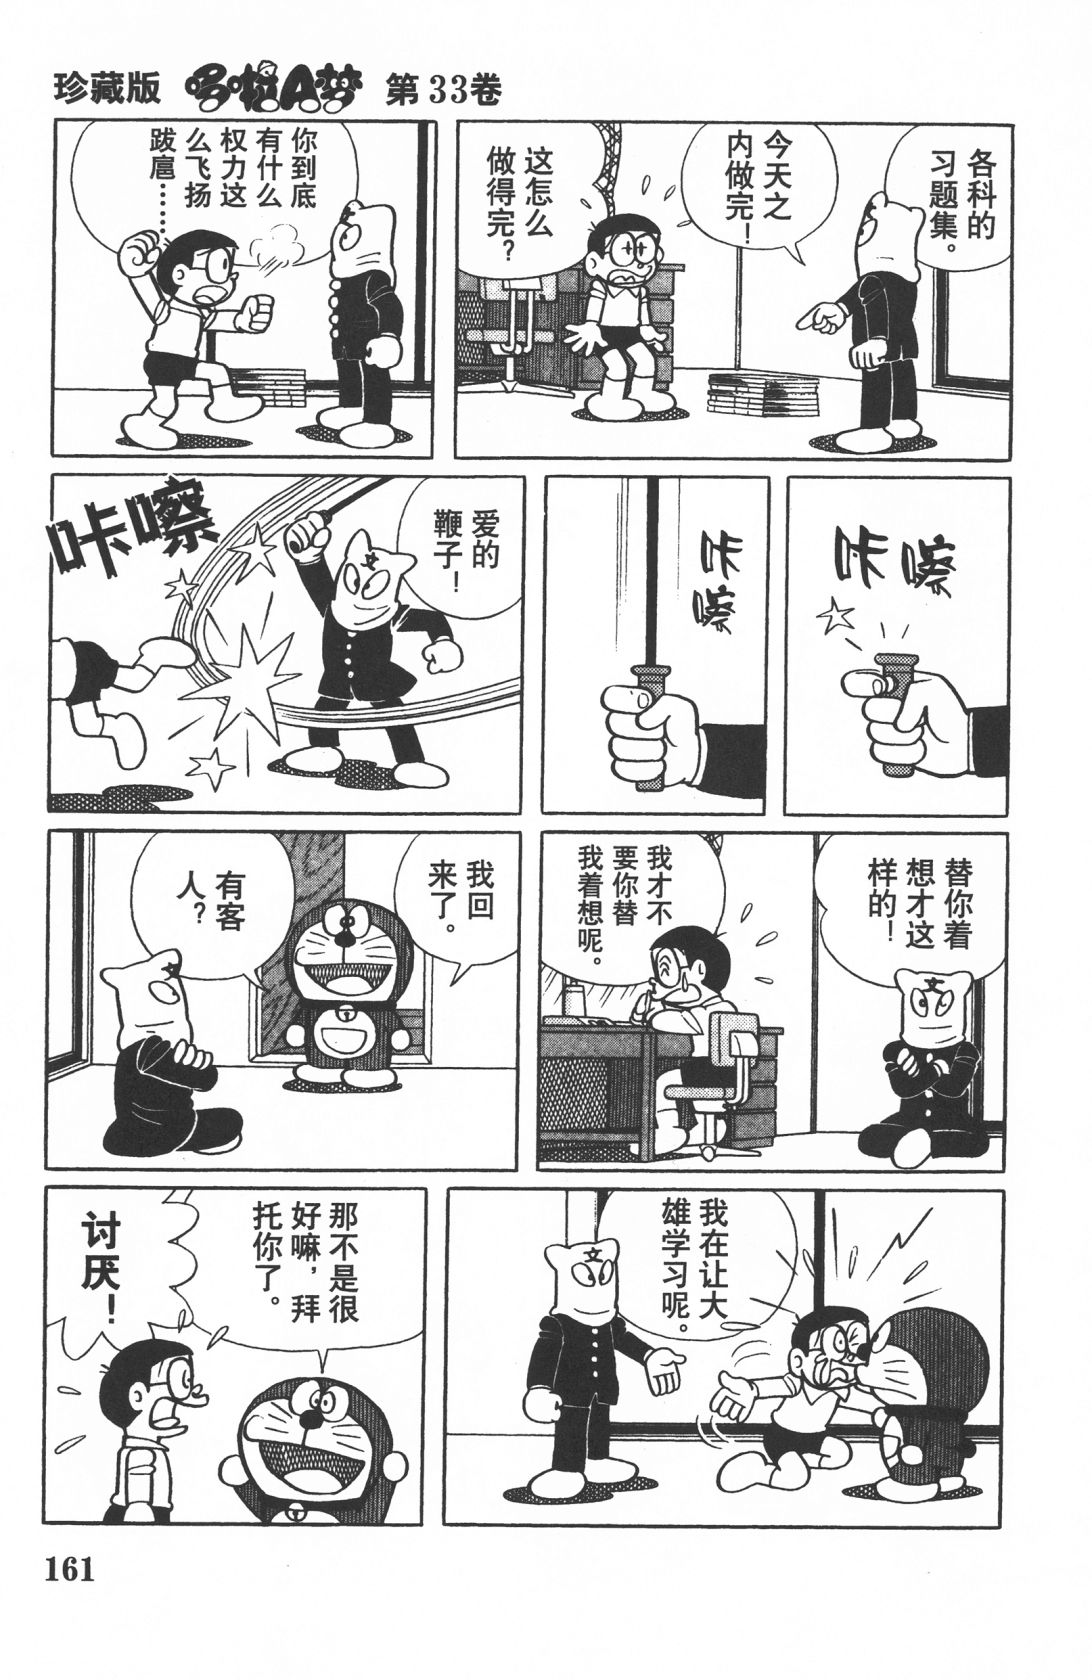 珍藏版 哆啦A梦 第33卷
各科的
习题集。
今天之
内做完！
这怎么
做得完？
你到底
有什么
权力这
么飞扬
跋扈……
咔嚓
咔
嚓
爱的
鞭子！
咔嚓
替你着
想才这
样的！
我才不
要你替
我着想呢。
我回
来了。
有客
人？
文
我在让大
雄学习呢。
那不是很
好嘛，拜
托你了。
讨
厌！
161